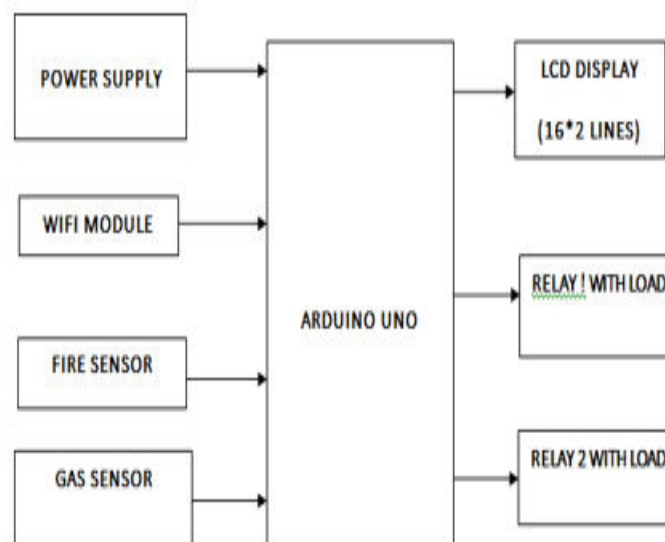 POWER SUPPLY
WIFI MODULE
FIRE SENSOR
GAS SENSOR
ARDUINO UNO
LCD DISPLAY
(16*2 LINES)
RELAY ! WITH LOAD
RELAY 2 WITH LOAD